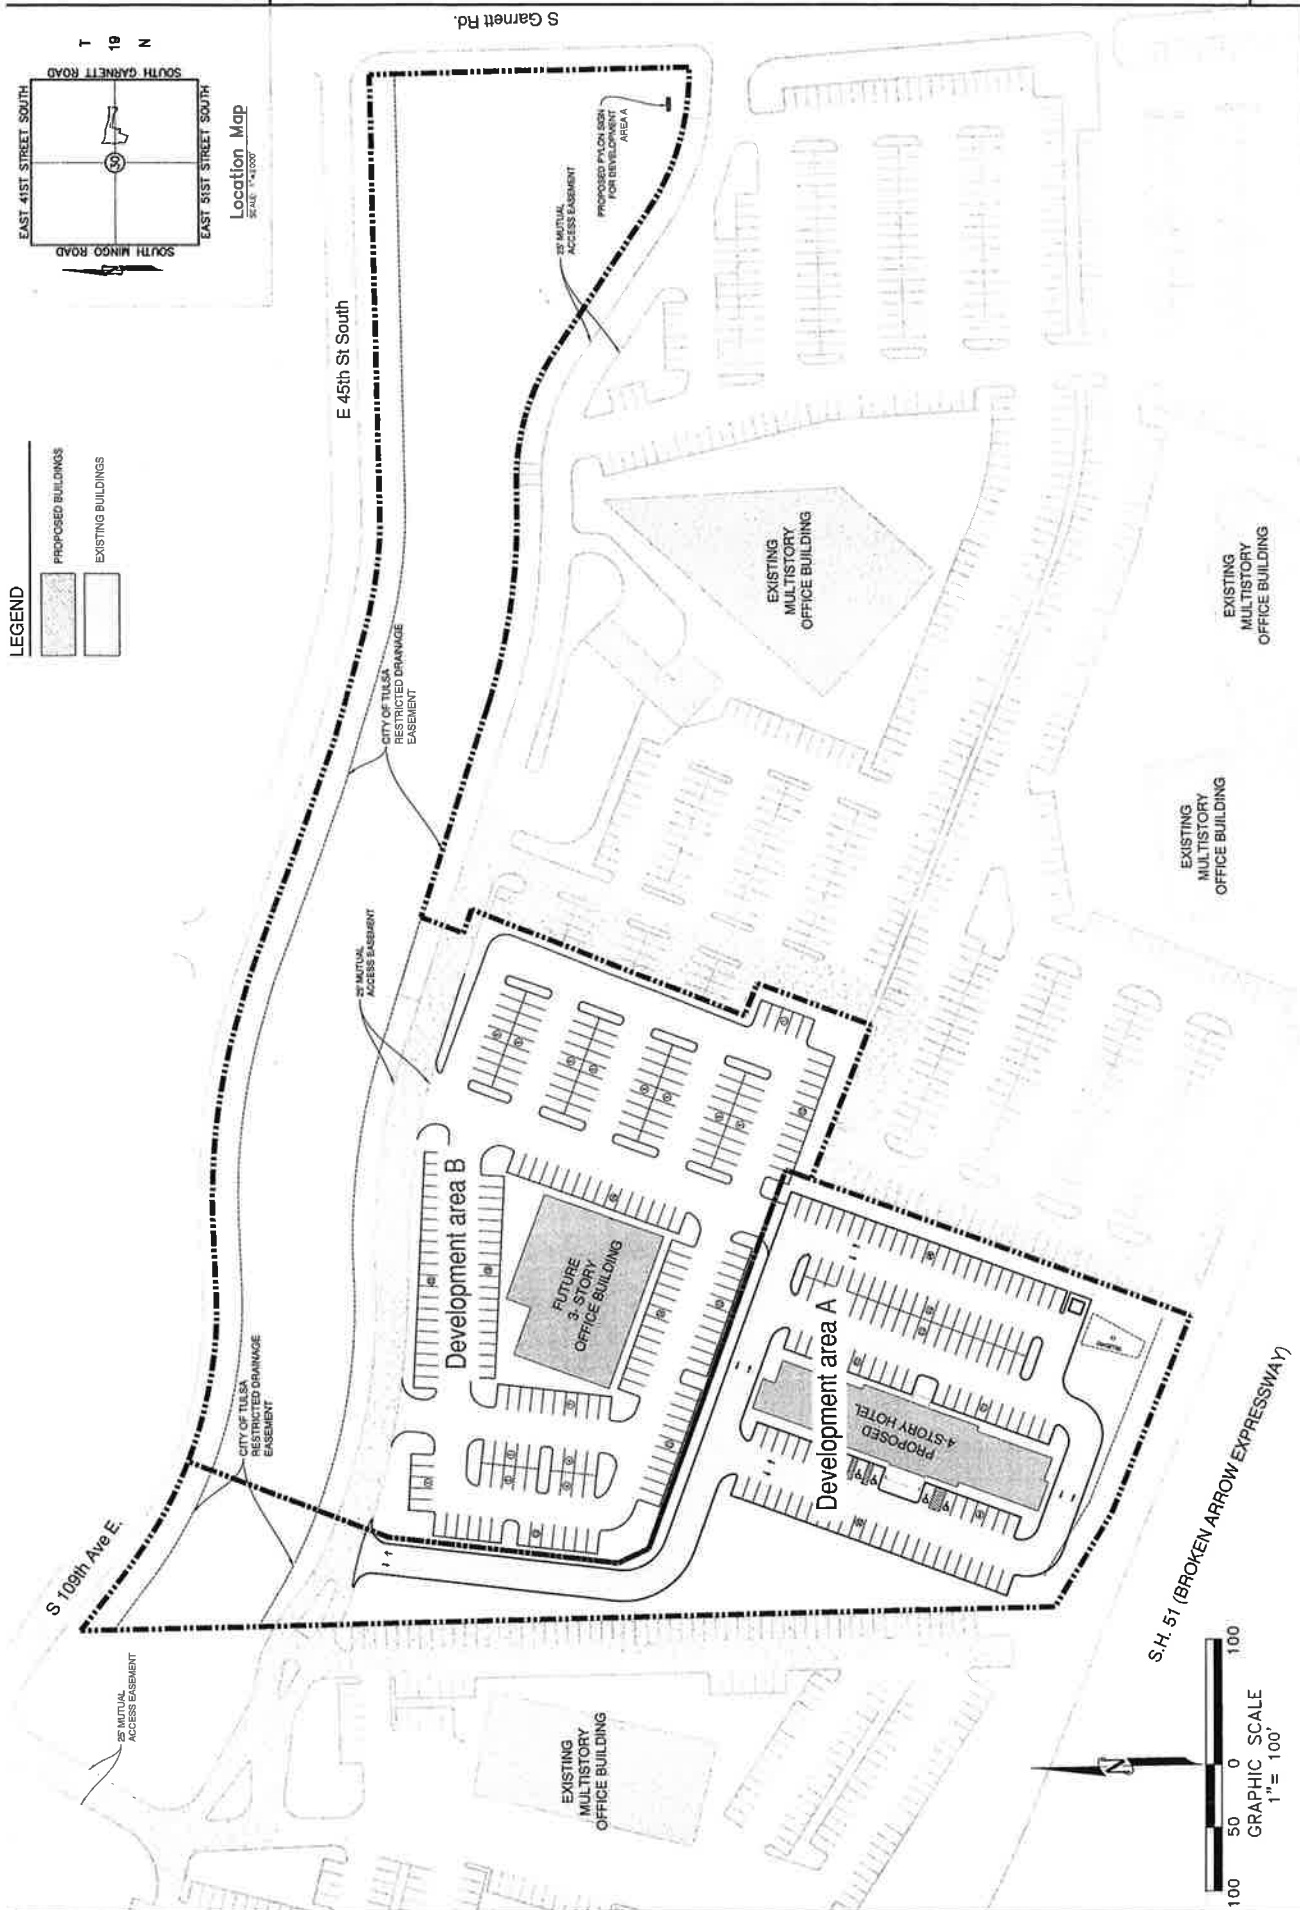 S Garnett Rd.
T
19
N
EAST 41ST STREET SOUTH
SOUTH GARNETT ROAD
30
SOUTH MINGO ROAD
EAST 51ST STREET SOUTH
N
Location Map
SCALE: 1"=2000'
LEGEND
PROPOSED BUILDINGS
EXISTING BUILDINGS
E 45th St South
PROPOSED PYLON SIGN
FOR DEVELOPMENT
AREA A
25' MUTUAL
ACCESS EASEMENT
CITY OF TULSA
RESTRICTED DRAINAGE
EASEMENT
EXISTING
MULTISTORY
OFFICE BUILDING
EXISTING
MULTISTORY
OFFICE BUILDING
EXISTING
MULTISTORY
OFFICE BUILDING
25' MUTUAL
ACCESS EASEMENT
Development area B
FUTURE
3- STORY
OFFICE BUILDING
Development area A
PROPOSED
4-STORY HOTEL
CITY OF TULSA
RESTRICTED DRAINAGE
EASEMENT
S 109th Ave E.
25' MUTUAL
ACCESS EASEMENT
EXISTING
MULTISTORY
OFFICE BUILDING
S.H. 51 (BROKEN ARROW EXPRESSWAY)
N
100
50
0
100
GRAPHIC SCALE
1"= 100'